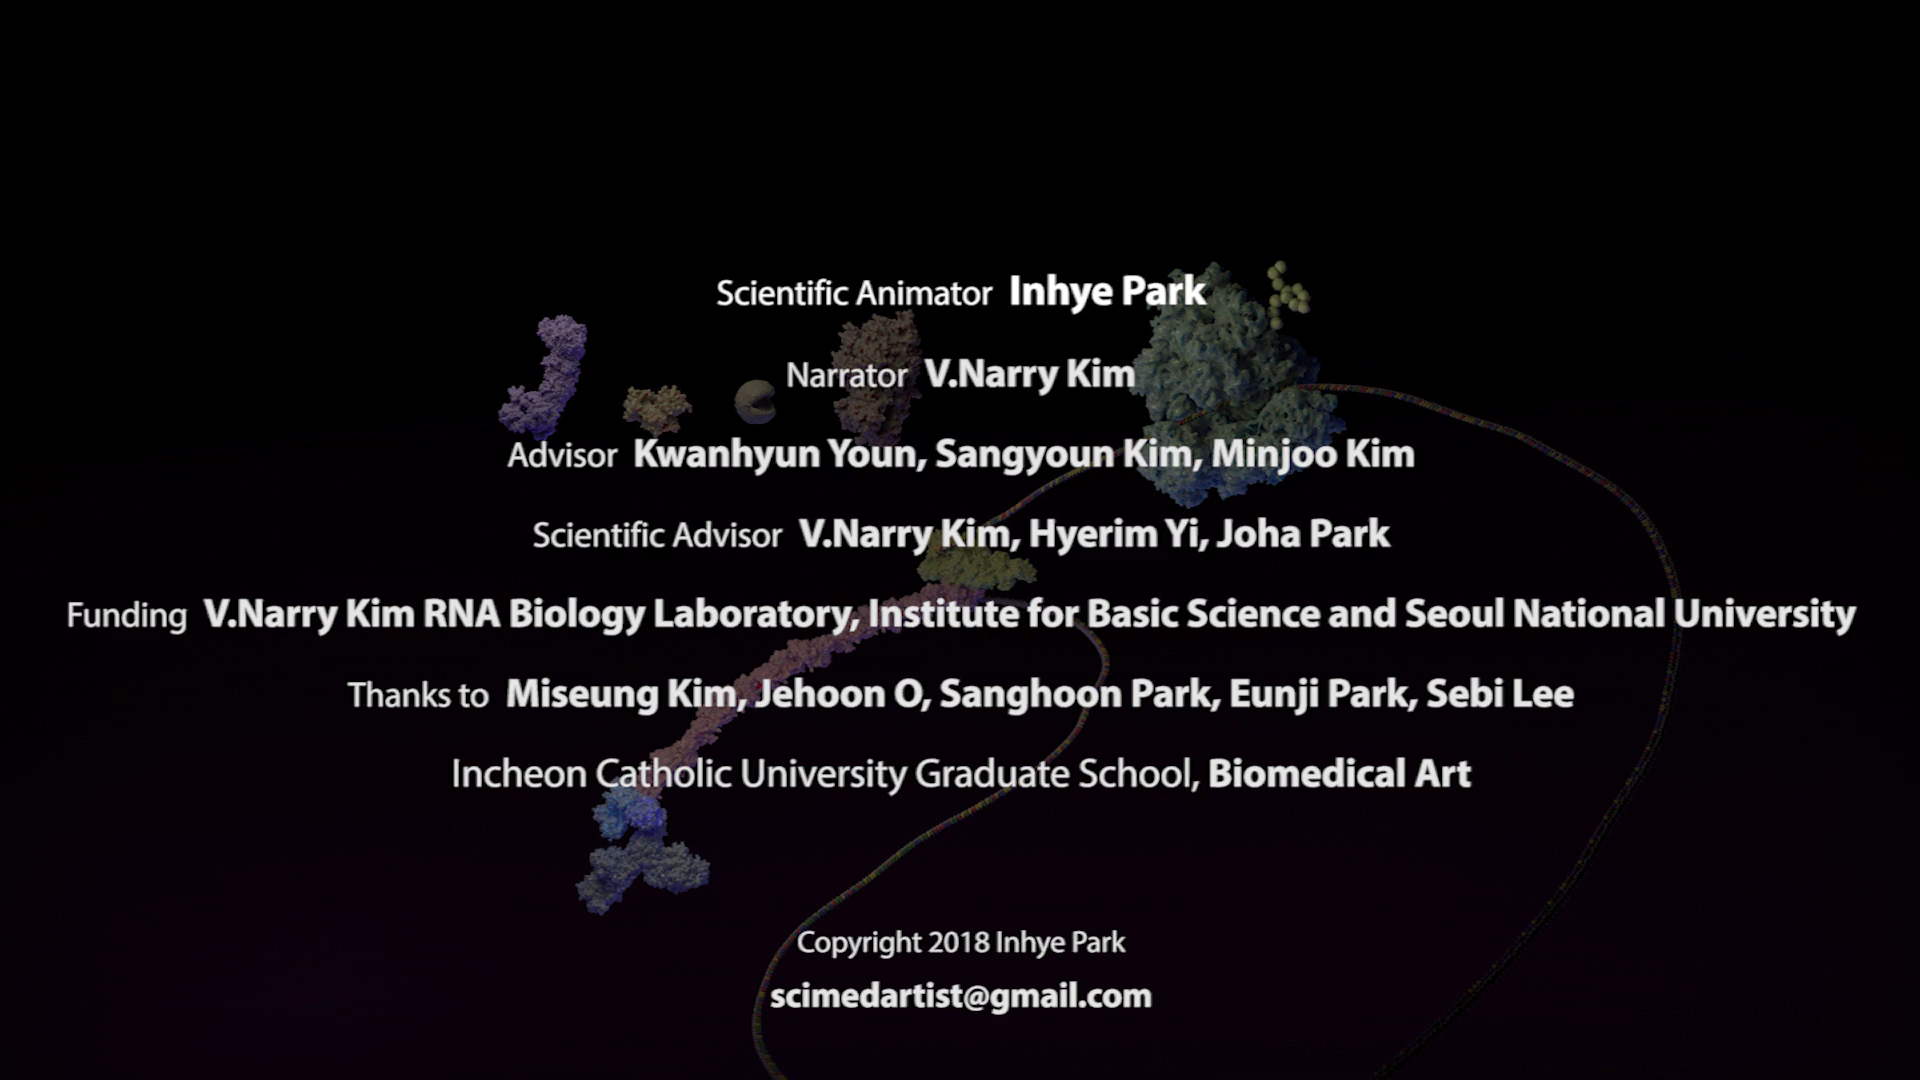 Scientific Animator Inhye Park
Narrator V.Narry Kim
Advisor Kwanhyun Youn, Sangyoun Kim, Minjoo Kim
Scientific Advisor V.Narry Kim, Hyerim Yi, Joha Park
Funding V.Narry Kim RNA Biology Laboratory, Institute for Basic Science and Seoul National University
Thanks to Miseung Kim, Jehoon O, Sanghoon Park, Eunji Park, Sebi Lee
Incheon Catholic University Graduate School, Biomedical Art
Copyright 2018 Inhye Park
scimedartist@gmail.com